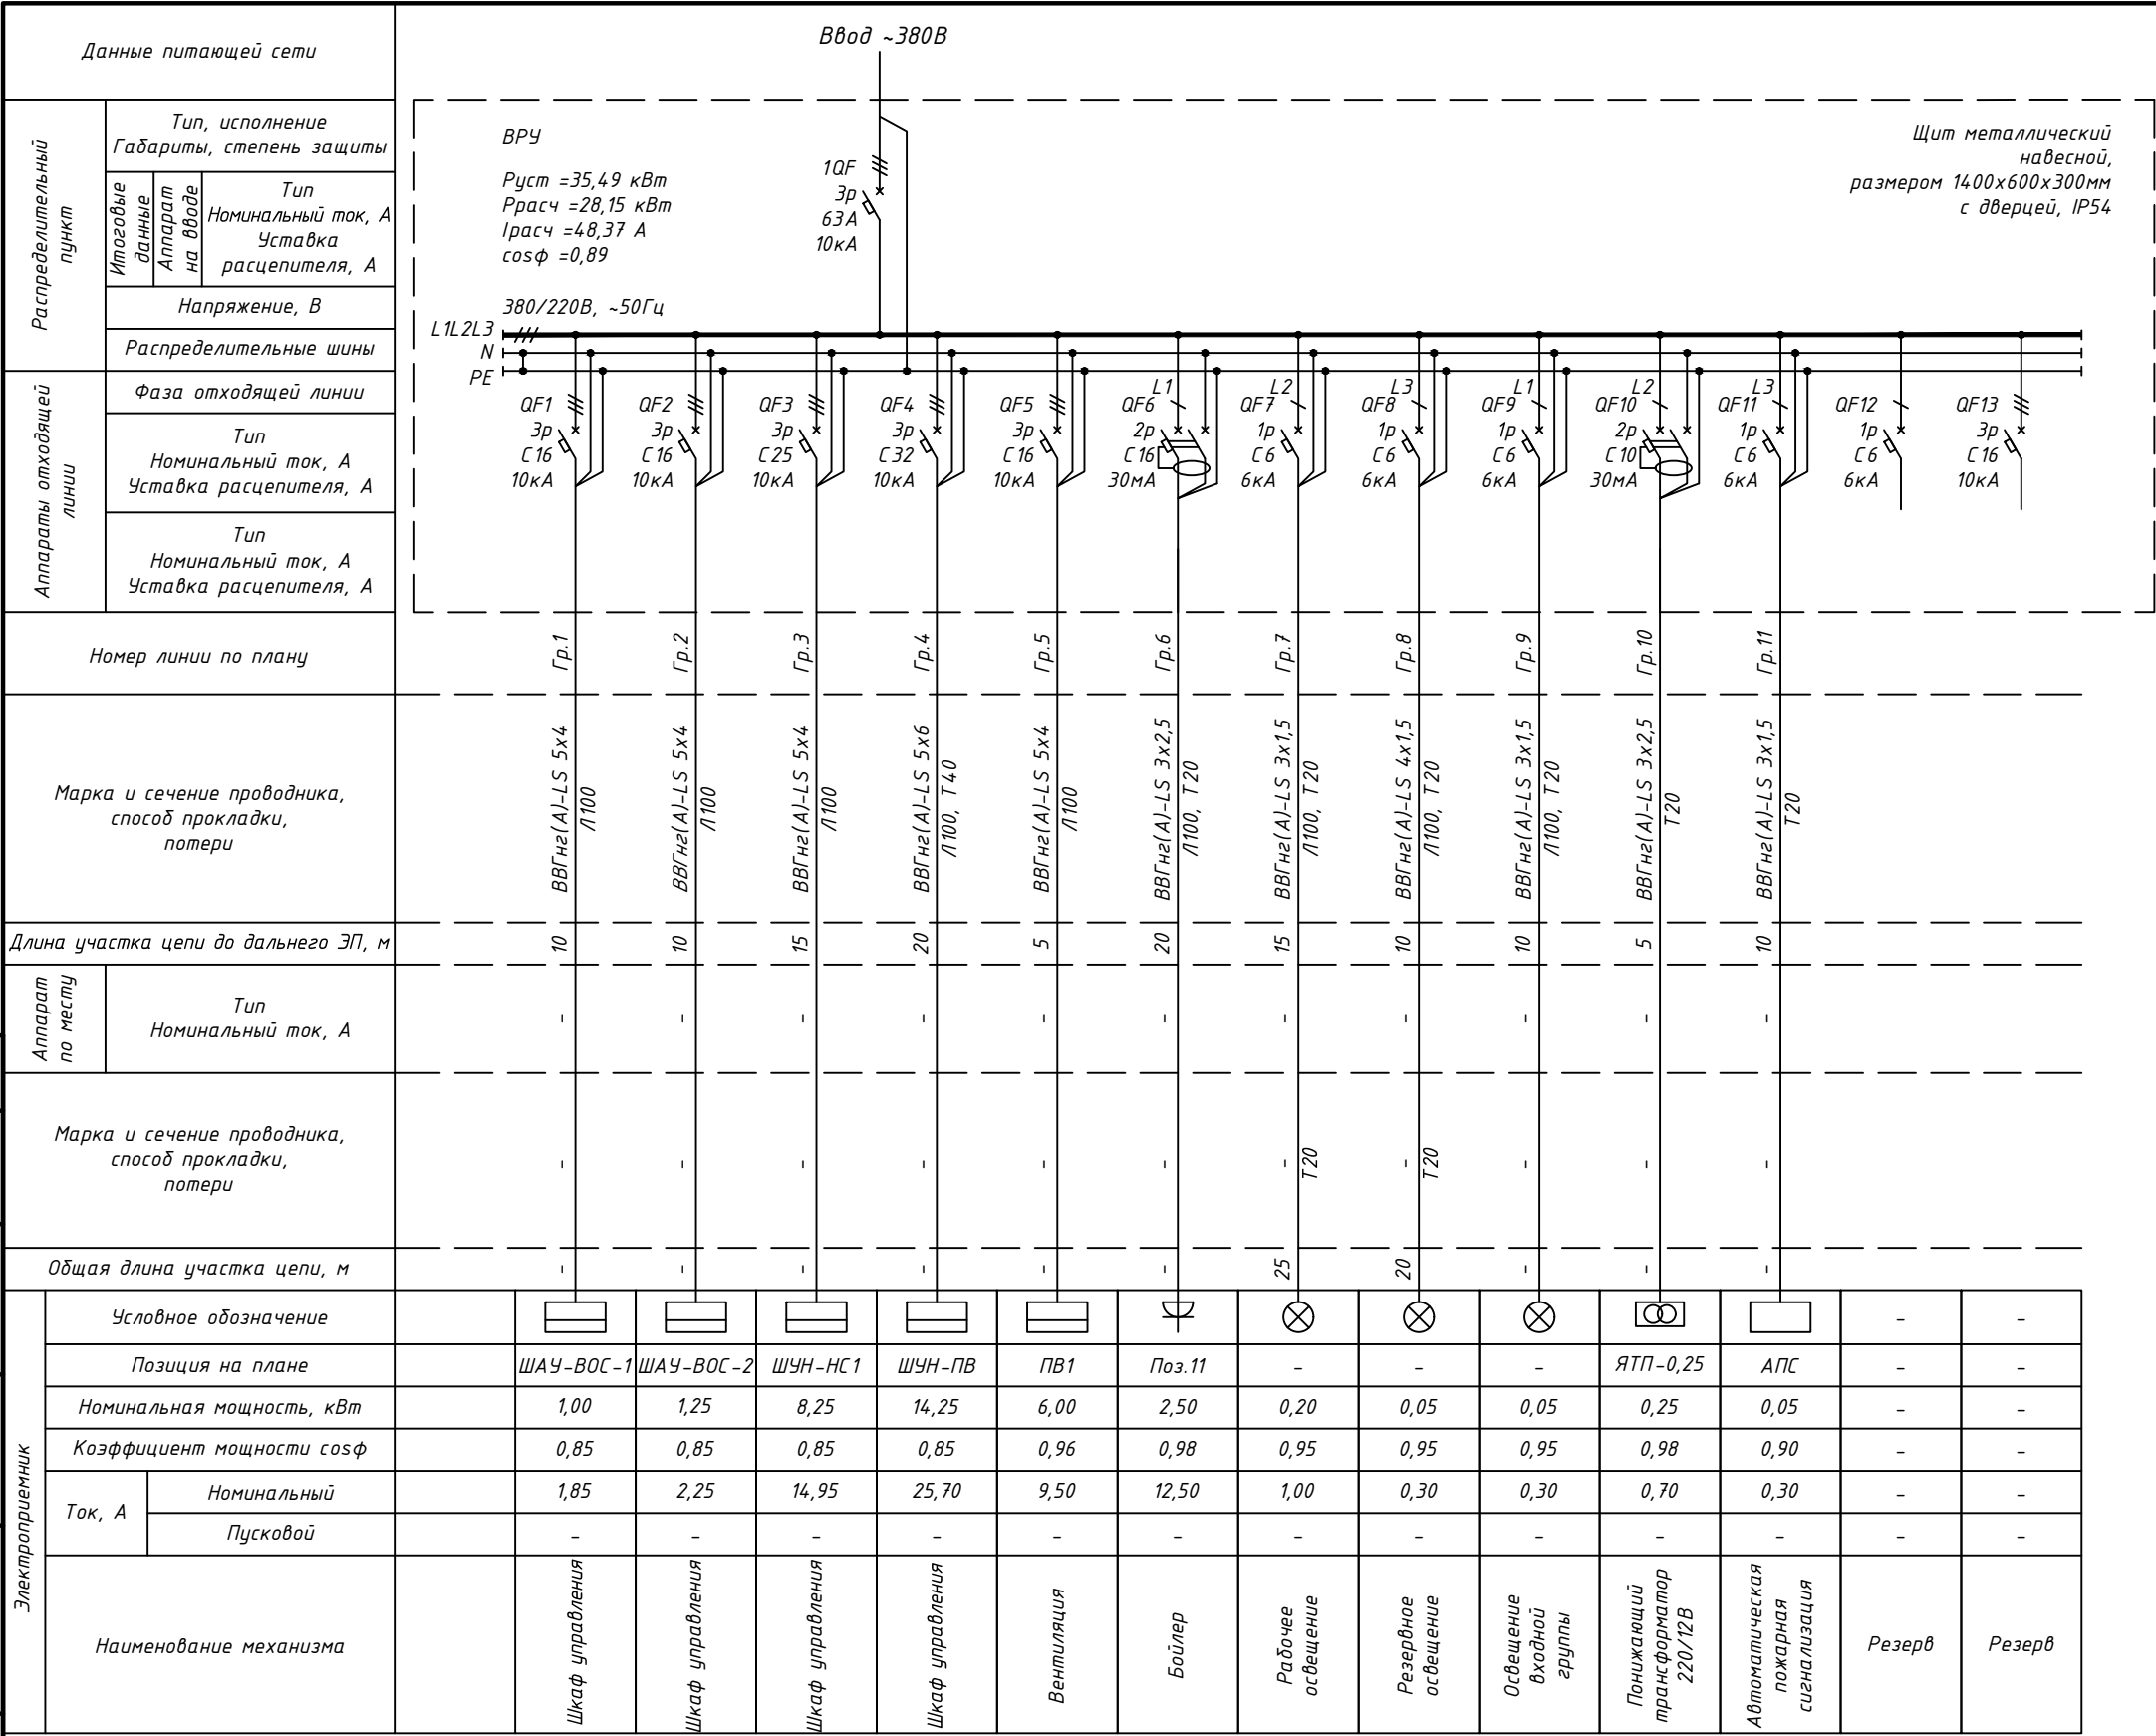 Данные питающей сети
Ввод ~380В
Распределительный
пункт
Тип, исполнение
Габариты, степень защиты
Итоговые
данные
Аппарат
на вводе
Тип
Номинальный ток, А
Уставка
расцепителя, А
Напряжение, В
Распределительные шины
ВРУ
Руст =35,49 кВт
Ррасч =28,15 кВт
Iрасч =48,37 А
cosφ =0,89
380/220В, ~50Гц
1QF
3р
63А
10кА
Щит металлический
навесной,
размером 1400х600х300мм
с дверцей, IP54
L1L2L3
N
PE
Аппараты отходящей
линии
Фаза отходящей линии
L1 L2 L3 L1 L2 L3
Тип
Номинальный ток, А
Уставка расцепителя, А
QF1
3р
С16
10кА
QF2
3р
С16
10кА
QF3
3р
С25
10кА
QF4
3р
С32
10кА
QF5
3р
С16
10кА
QF6
2р
С16
30мА
QF7
1р
С6
6кА
QF8
1р
С6
6кА
QF9
1р
С6
6кА
QF10
2р
С10
30мА
QF11
1р
С6
6кА
QF12
1р
С6
6кА
QF13
3р
С16
10кА
Тип
Номинальный ток, А
Уставка расцепителя, А
Номер линии по плану
Гр.1
Гр.2
Гр.3
Гр.4
Гр.5
Гр.6
Гр.7
Гр.8
Гр.9
Гр.10
Гр.11
Марка и сечение проводника,
способ прокладки,
потери
ВВГнг(А)-LS 5х4
Л100
ВВГнг(А)-LS 5х4
Л100
ВВГнг(А)-LS 5х4
Л100
ВВГнг(А)-LS 5х6
Л100, Т40
ВВГнг(А)-LS 5х4
Л100
ВВГнг(А)-LS 3х2,5
Л100, Т20
ВВГнг(А)-LS 3х1,5
Л100, Т20
ВВГнг(А)-LS 4х1,5
Л100, Т20
ВВГнг(А)-LS 3х1,5
Л100, Т20
ВВГнг(А)-LS 3х2,5
Т20
ВВГнг(А)-LS 3х1,5
Т20
Длина участка цепи до дальнего ЭП, м
10 10 15 20 5 20 15 10 10 5 10
Аппарат
по месту
Тип
Номинальный ток, А
- - - - - - - - - - -
Марка и сечение проводника,
способ прокладки,
потери
- - - - - - - Т20 - Т20 - - -
Общая длина участка цепи, м
- - - - - - 25 20 - - -
Электроприемник
Условное обозначение
- -
Позиция на плане
ШАУ-ВОС-1 ШАУ-ВОС-2 ШУН-НС1 ШУН-ПВ ПВ1 Поз.11 - - - ЯТП-0,25 АПС - -
Номинальная мощность, кВт
1,00 1,25 8,25 14,25 6,00 2,50 0,20 0,05 0,05 0,25 0,05 - -
Коэффициент мощности cosφ
0,85 0,85 0,85 0,85 0,96 0,98 0,95 0,95 0,95 0,98 0,90 - -
Ток, А
Номинальный
1,85 2,25 14,95 25,70 9,50 12,50 1,00 0,30 0,30 0,70 0,30 - -
Пусковой
- - - - - - - - - - - - -
Наименование механизма
Шкаф управления
Шкаф управления
Шкаф управления
Шкаф управления
Вентиляция
Бойлер
Рабочее
освещение
Резервное
освещение
Освещение
входной
группы
Понижающий
трансформатор
220/12В
Автоматическая
пожарная
сигнализация
Резерв
Резерв